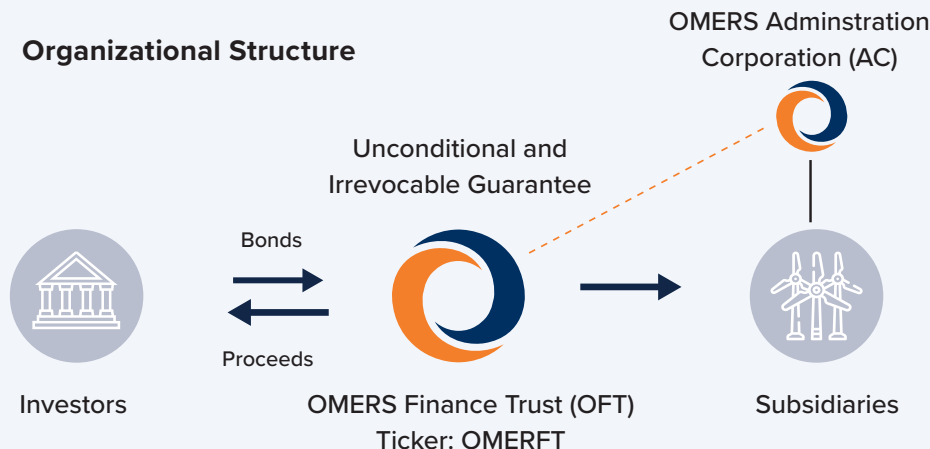 Organizational Structure
OMERS Adminstration
Corporation (AC)
Unconditional and
Irrevocable Guarantee
Bonds
Proceeds
Investors
OMERS Finance Trust (OFT)
Ticker: OMERFT
Subsidiaries